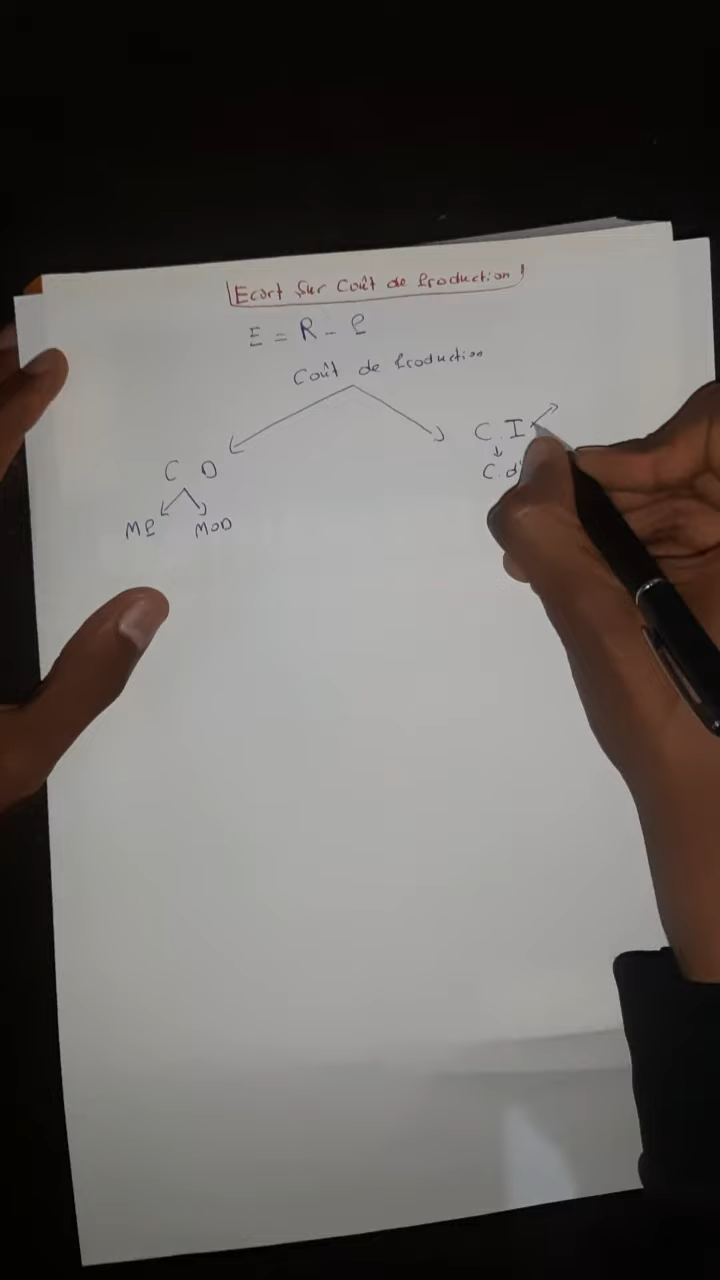 Ecart sur Coût de Production
E = R - P
Coût de Production
C D
C.I
C.d'
MP
MOD